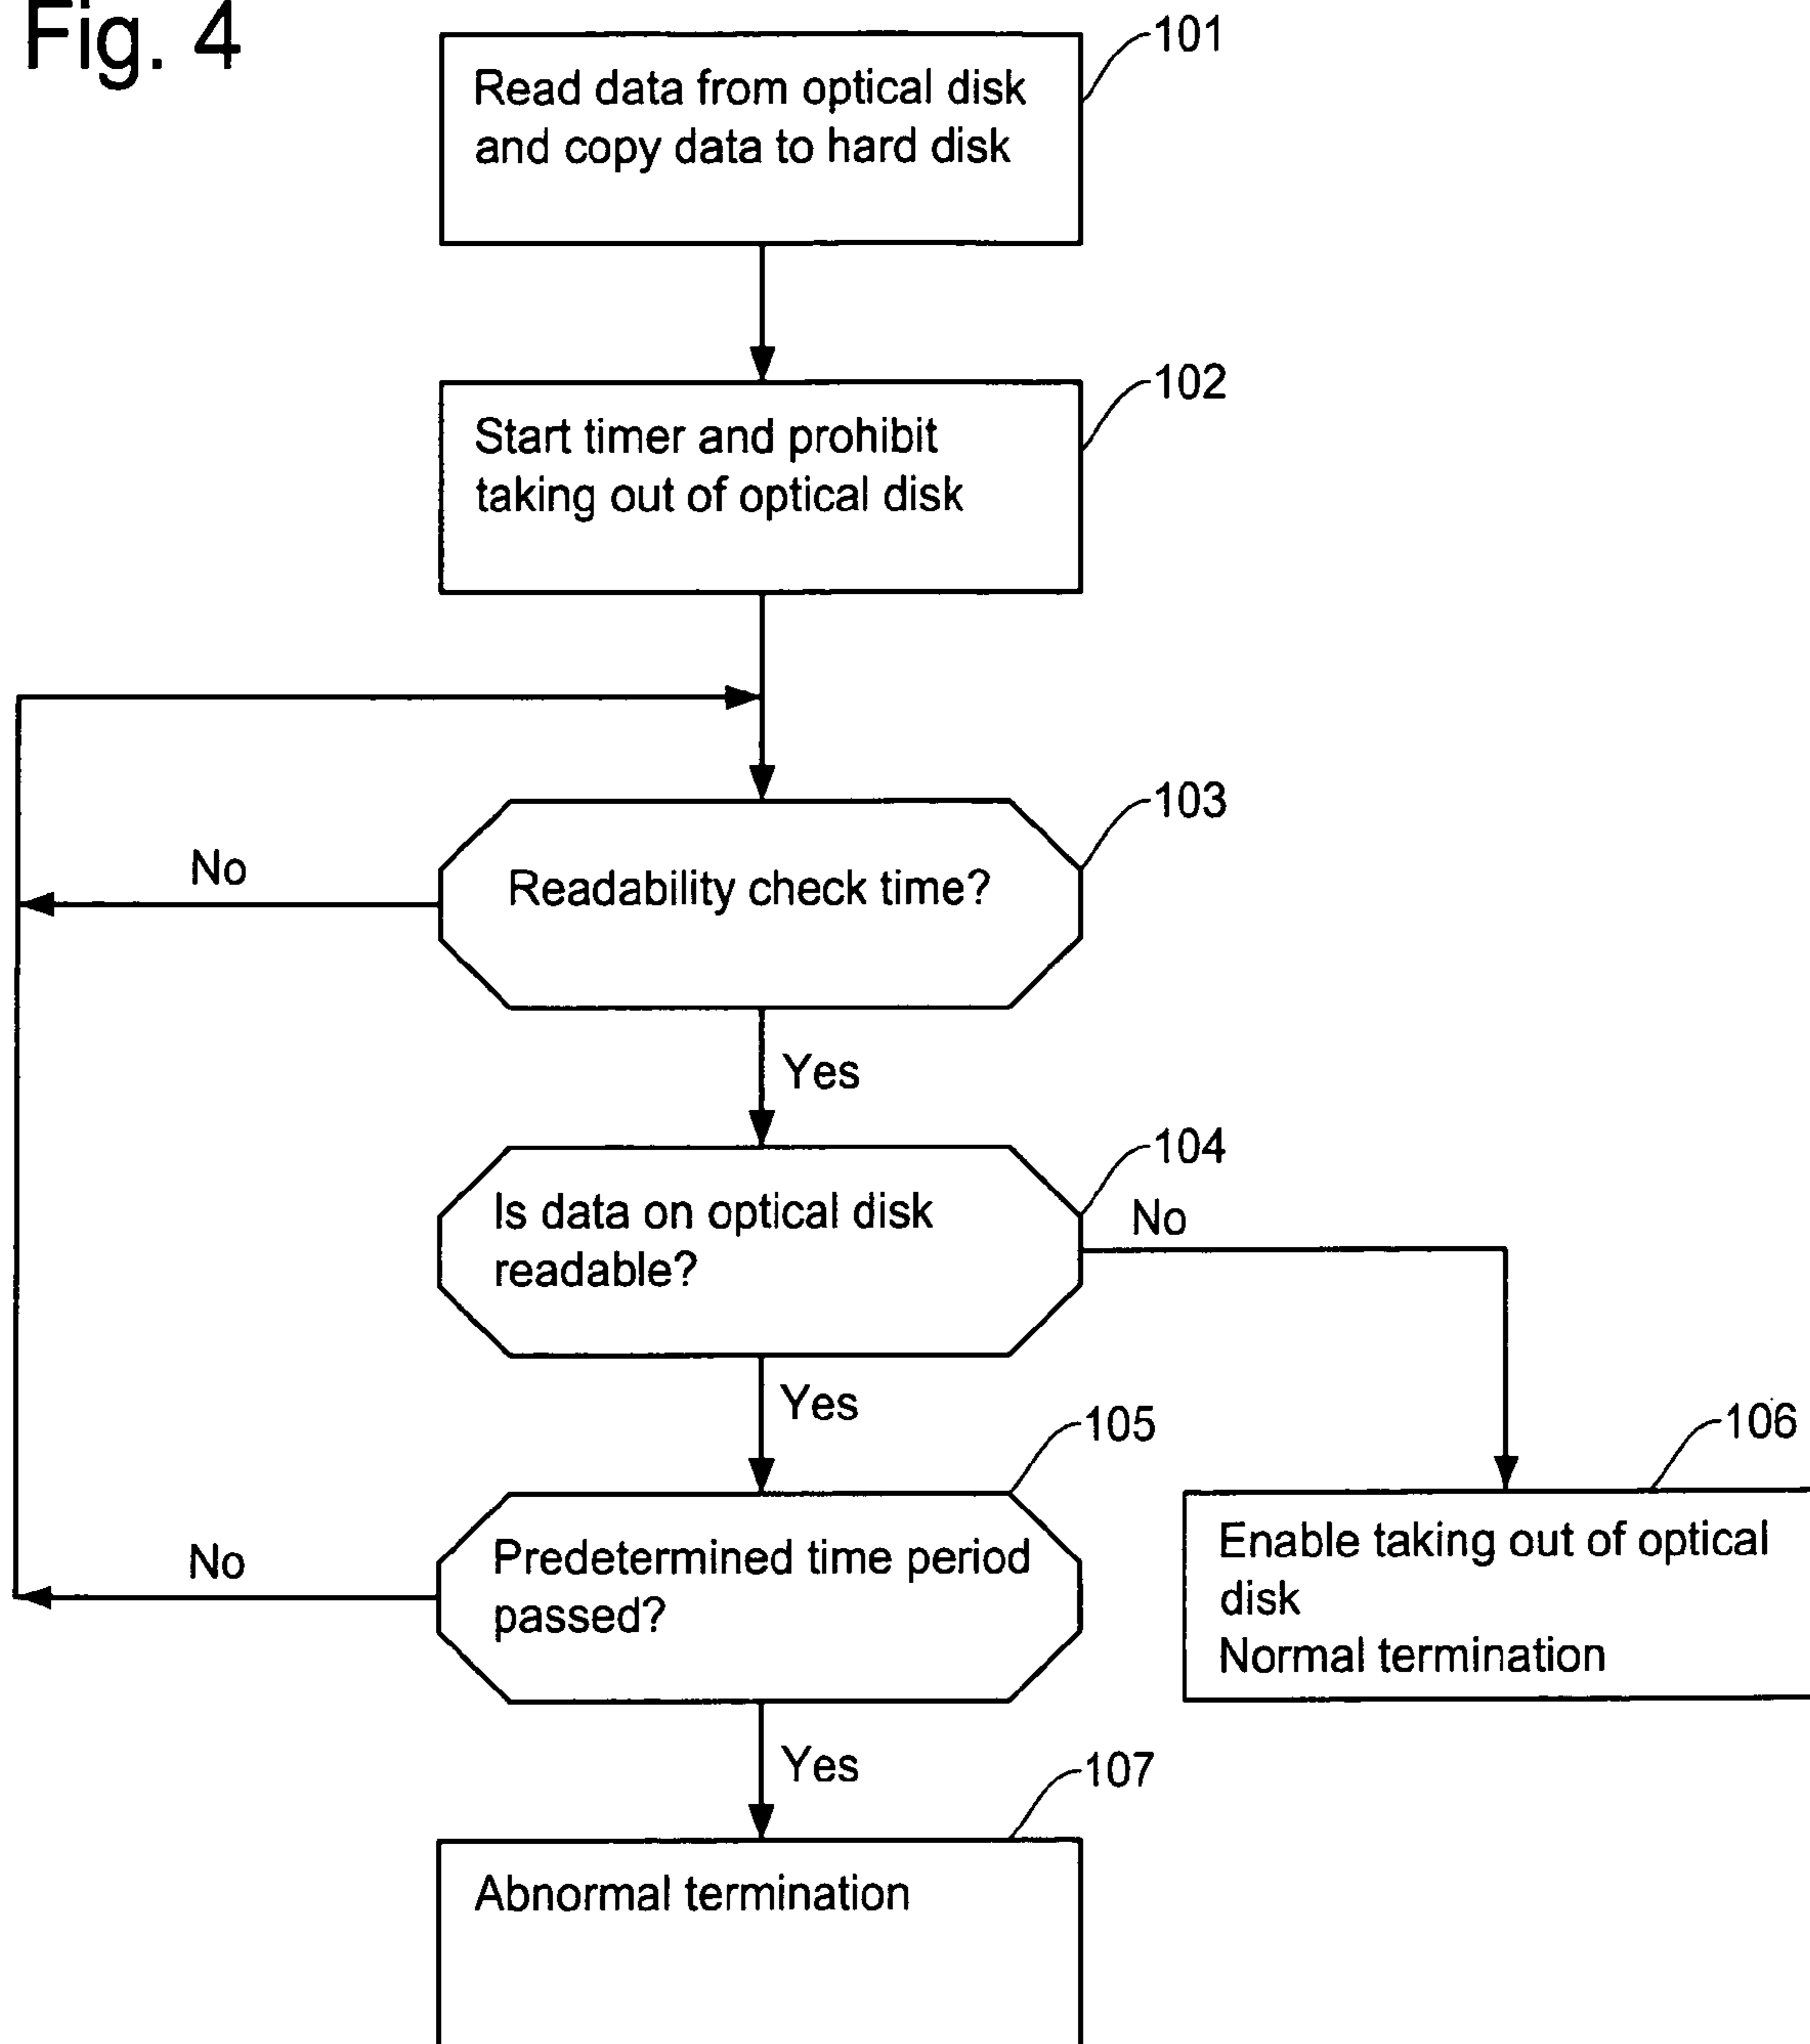 Fig. 4
101
Read data from optical disk
and copy data to hard disk
102
Start timer and prohibit
taking out of optical disk
103
No
Readability check time?
Yes
104
Is data on optical disk
readable?
No
Yes
105
106
Predetermined time period
passed?
No
Enable taking out of optical
disk
Normal termination
Yes
107
Abnormal termination